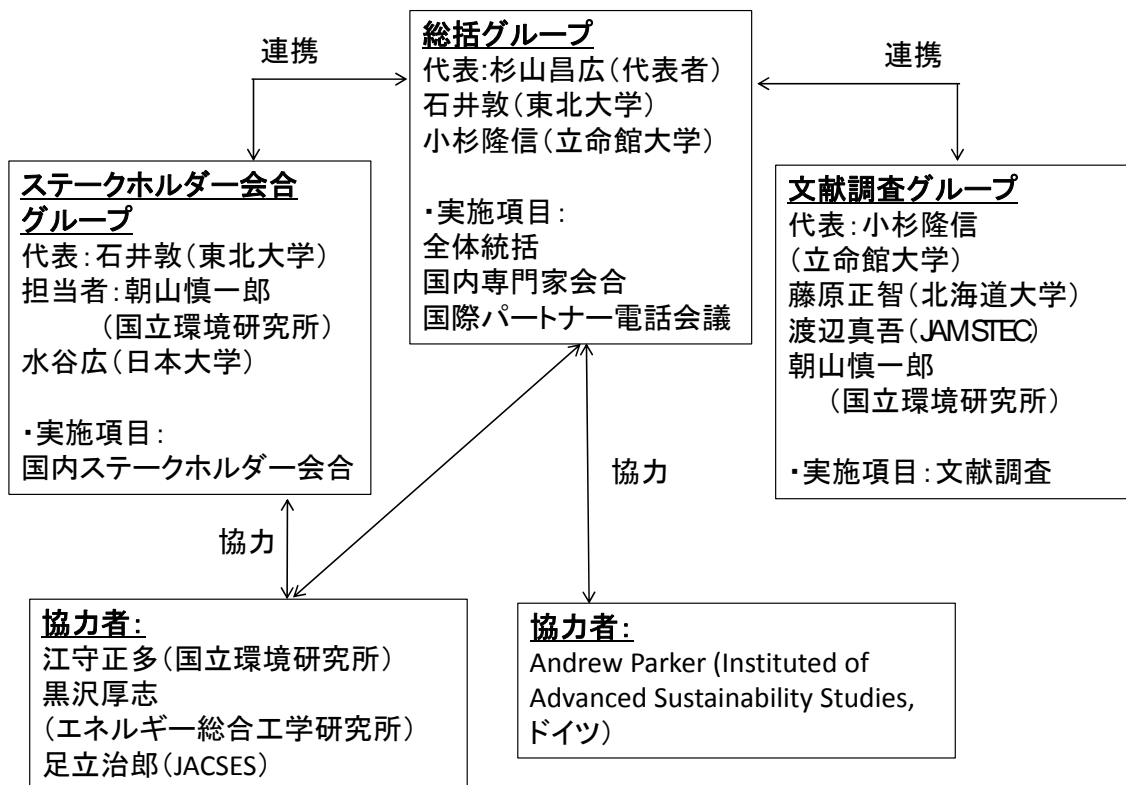 総括グループ
代表:杉山昌広(代表者)
石井敦(東北大学)
小杉隆信(立命館大学)
・実施項目:
全体統括
国内専門家会合
国際パートナー電話会議
連携
連携
ステークホルダー会合
グループ
代表:石井敦(東北大学)
担当者:朝山慎一郎
(国立環境研究所)
水谷広(日本大学)
・実施項目:
国内ステークホルダー会合
文献調査グループ
代表:小杉隆信
(立命館大学)
藤原正智(北海道大学)
渡辺真吾(JAMSTEC)
朝山慎一郎
(国立環境研究所)
・実施項目:文献調査
協力
協力
協力者:
江守正多(国立環境研究所)
黒沢厚志
(エネルギー総合工学研究所)
足立治郎(JACSES)
協力者:
Andrew Parker (Instituted of
Advanced Sustainability Studies,
ドイツ)